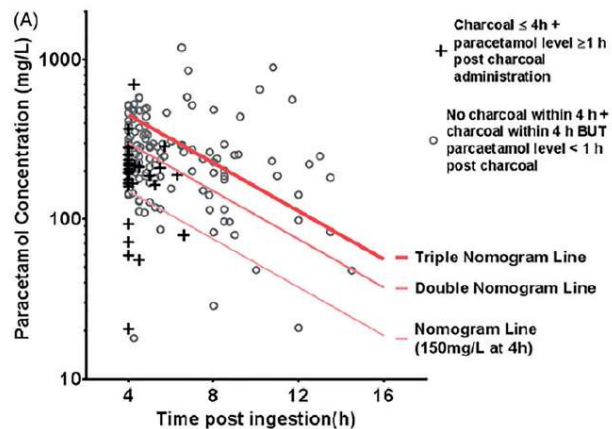 (A)
Paracetamol Concentration (mg/L)
1000
100
10
4
8
12
16
Time post ingestion(h)
Charcoal ≤ 4h +
paracetamol level ≥1 h
post charcoal
administration
No charcoal within 4 h +
charcoal within 4 h BUT
parcaetamol level < 1 h
post charcoal
Triple Nomogram Line
Double Nomogram Line
Nomogram Line
(150mg/L at 4h)